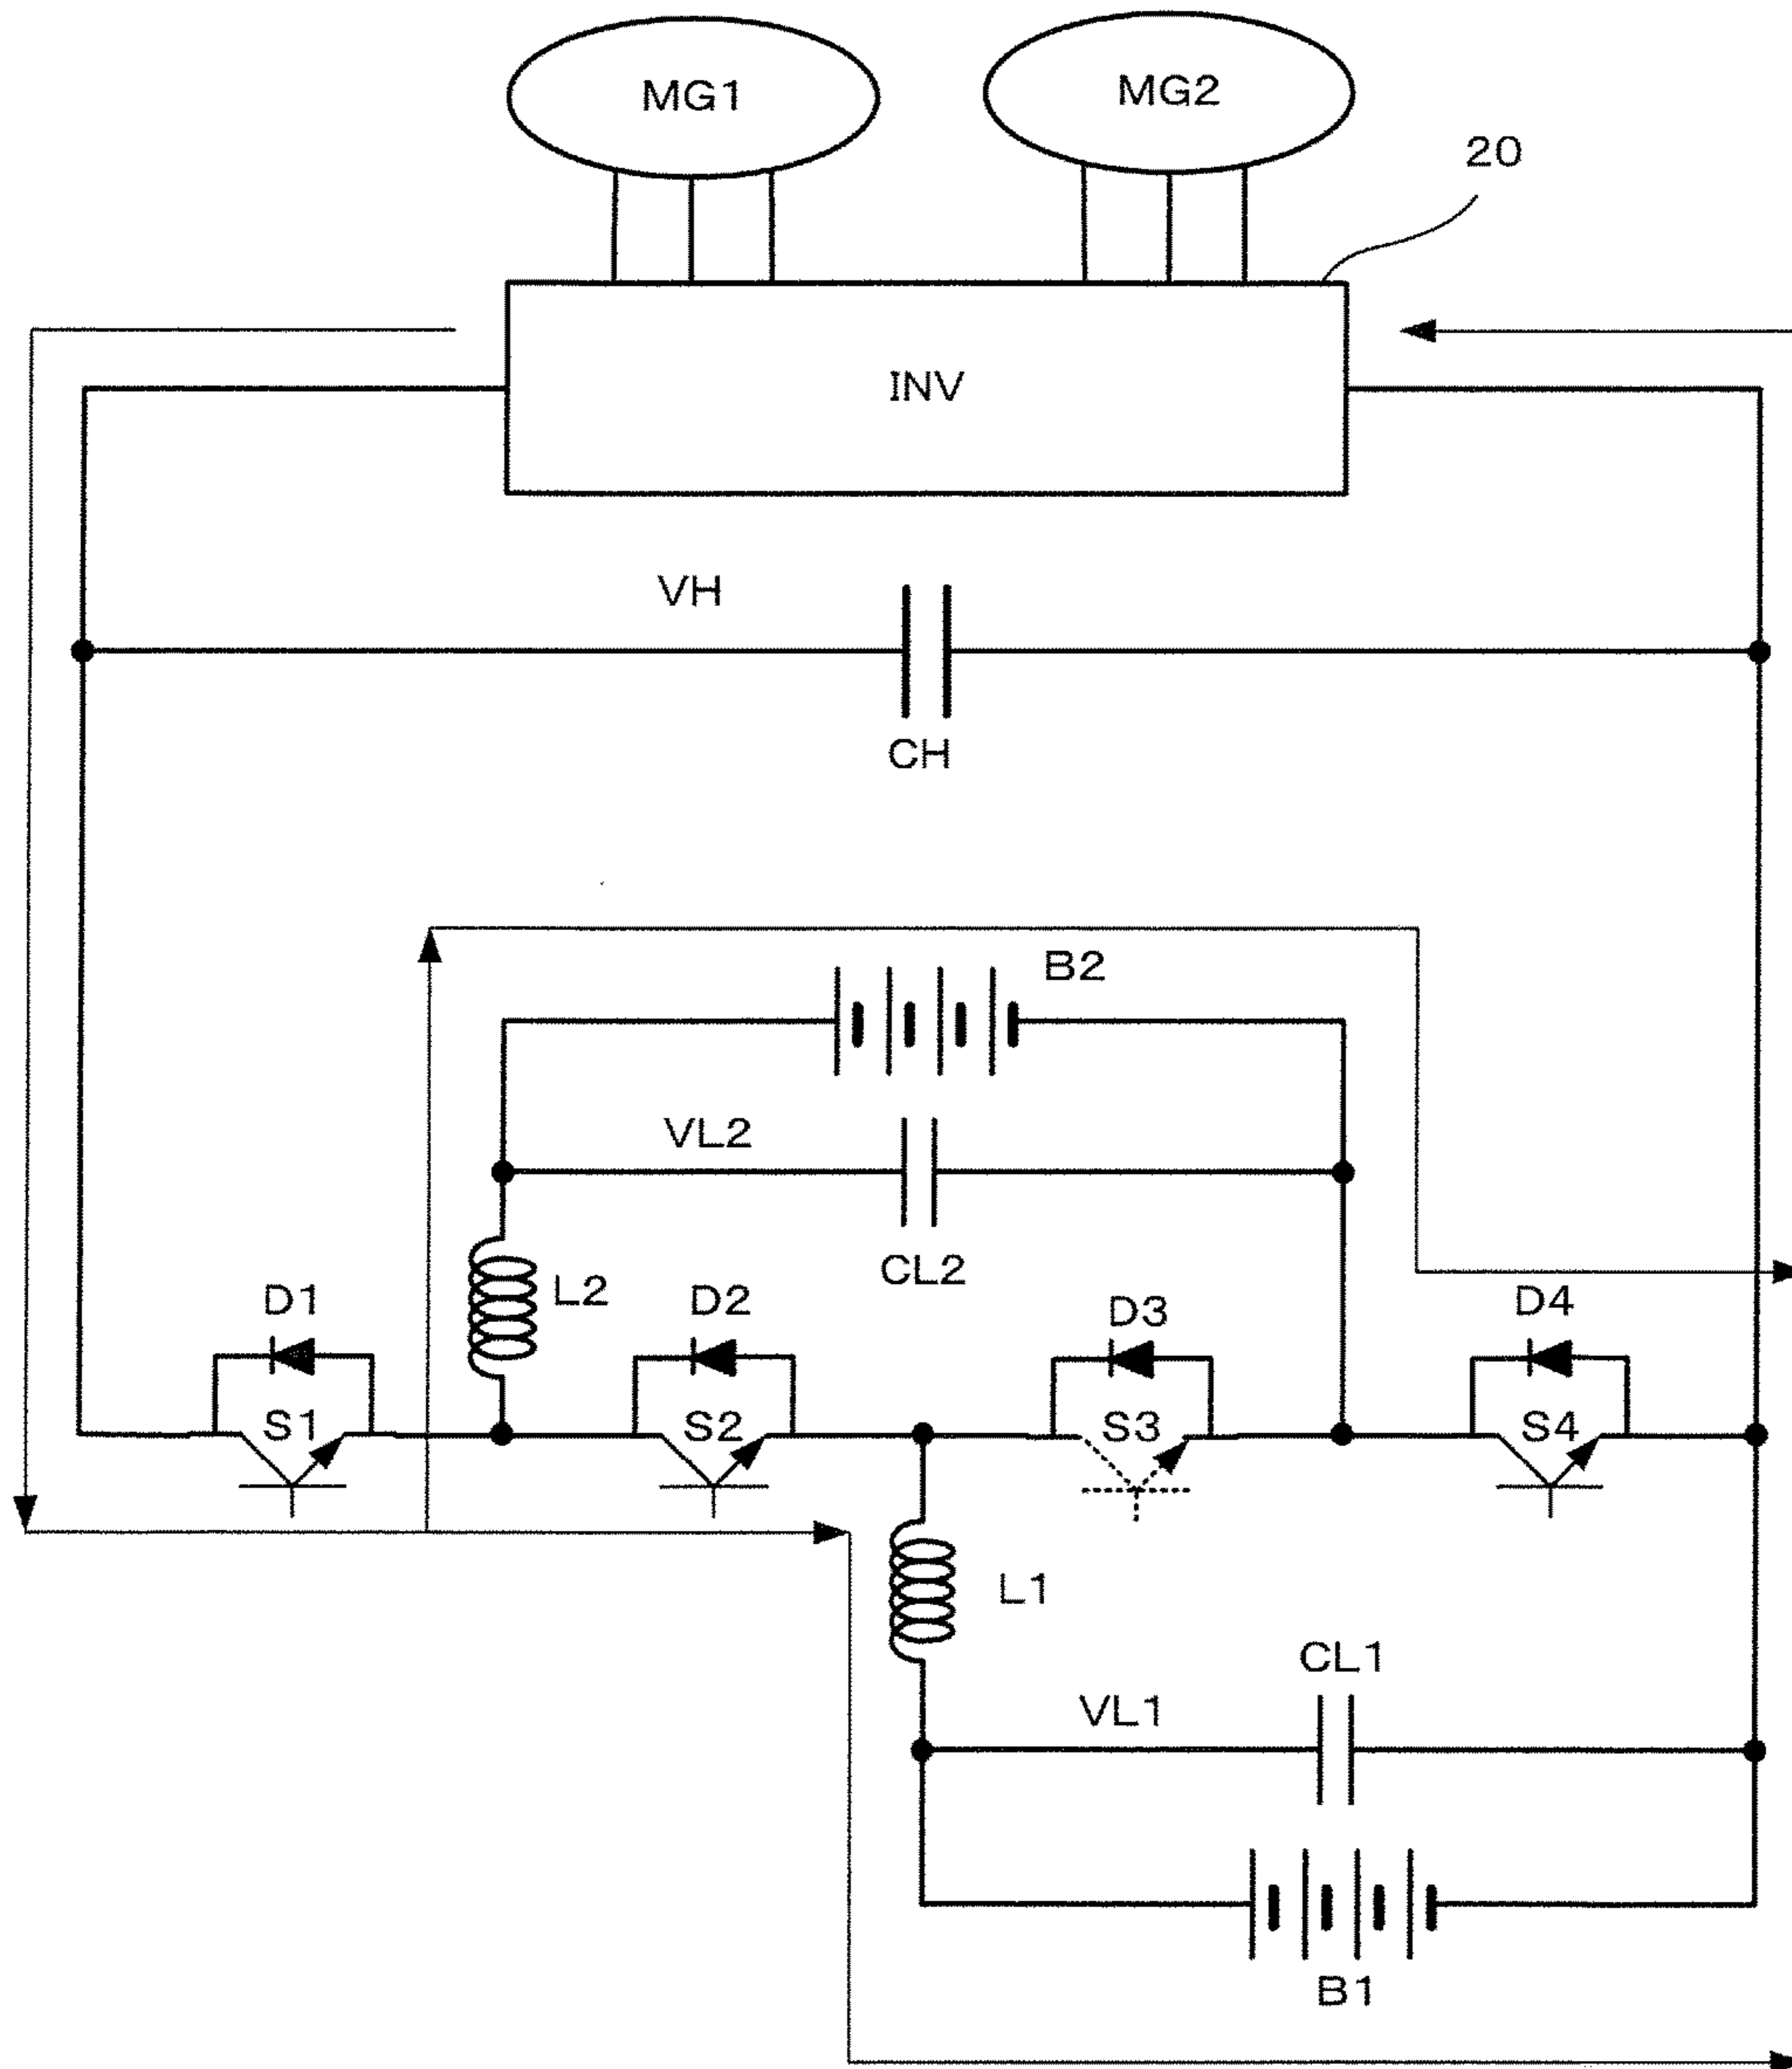 MG1 MG2
20
INV
VH
CH
B2
VL2
CL2
L2
D1 D2 D3 D4
S1 S2 S3 S4
L1
CL1
VL1
B1